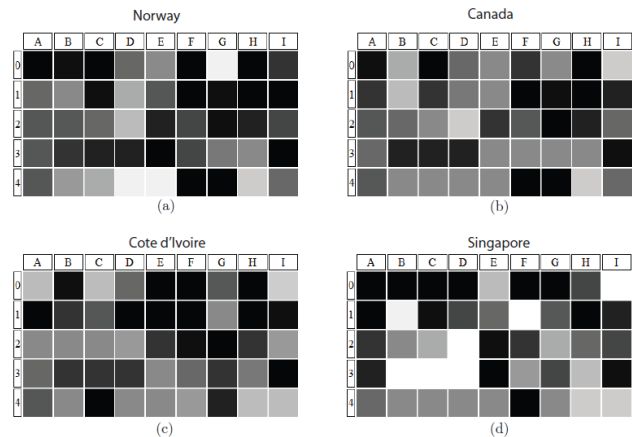 Norway
A B C D E F G H I
0
1
2
3
4
(a)
Canada
A B C D E F G H I
0
1
2
3
4
(b)
Cote d'Ivoire
A B C D E F G H I
0
1
2
3
4
(c)
Singapore
A B C D E F G H I
0
1
2
3
4
(d)